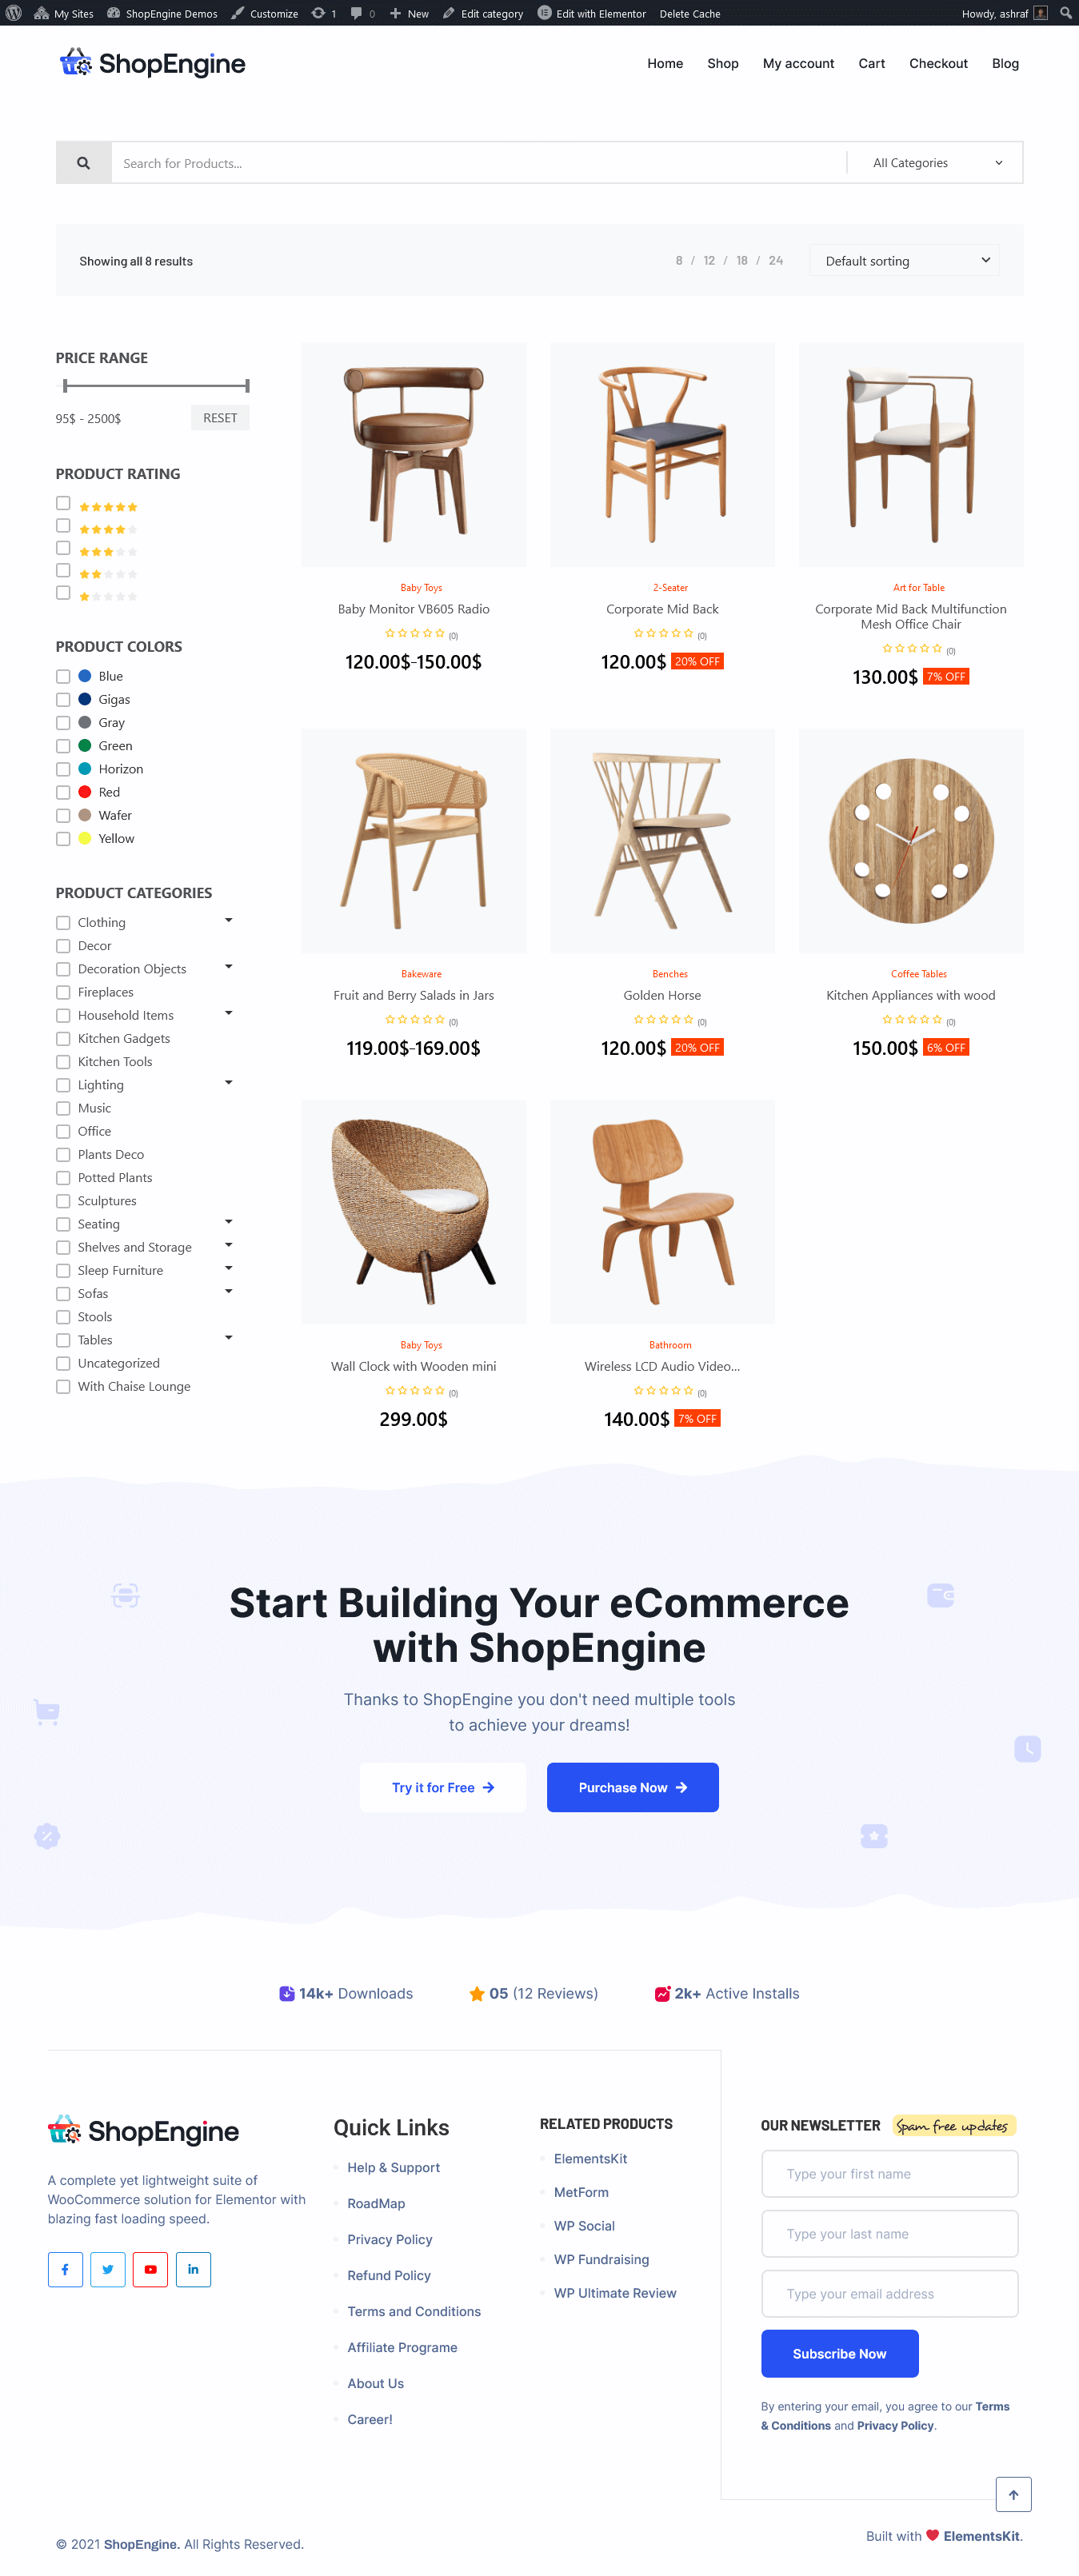 My Sites ShopEngine Demos Customize 1 0 New Edit category Edit with Elementor Delete Cache Howdy, ashraf
ShopEngine Home Shop My account Cart Checkout Blog
Search for Products... All Categories
Showing all 8 results 8 / 12 / 18 / 24 Default sorting
PRICE RANGE
95$ - 2500$ RESET
PRODUCT RATING
PRODUCT COLORS
Blue
Gigas
Gray
Green
Horizon
Red
Wafer
Yellow
PRODUCT CATEGORIES
Clothing
Decor
Decoration Objects
Fireplaces
Household Items
Kitchen Gadgets
Kitchen Tools
Lighting
Music
Office
Plants Deco
Potted Plants
Sculptures
Seating
Shelves and Storage
Sleep Furniture
Sofas
Stools
Tables
Uncategorized
With Chaise Lounge
Baby Toys
Baby Monitor VB605 Radio
(0)
120.00$-150.00$
2-Seater
Corporate Mid Back
(0)
120.00$ 20% OFF
Art for Table
Corporate Mid Back Multifunction
Mesh Office Chair
(0)
130.00$ 7% OFF
Bakeware
Fruit and Berry Salads in Jars
(0)
119.00$-169.00$
Benches
Golden Horse
(0)
120.00$ 20% OFF
Coffee Tables
Kitchen Appliances with wood
(0)
150.00$ 6% OFF
Baby Toys
Wall Clock with Wooden mini
(0)
299.00$
Bathroom
Wireless LCD Audio Video...
(0)
140.00$ 7% OFF
Start Building Your eCommerce
with ShopEngine
Thanks to ShopEngine you don't need multiple tools
to achieve your dreams!
Try it for Free Purchase Now
14k+ Downloads 05 (12 Reviews) 2k+ Active Installs
ShopEngine
A complete yet lightweight suite of
WooCommerce solution for Elementor with
blazing fast loading speed.
Quick Links
Help & Support
RoadMap
Privacy Policy
Refund Policy
Terms and Conditions
Affiliate Programe
About Us
Career!
RELATED PRODUCTS
ElementsKit
MetForm
WP Social
WP Fundraising
WP Ultimate Review
OUR NEWSLETTER Spam free updates
Type your first name
Type your last name
Type your email address
Subscribe Now
By entering your email, you agree to our Terms
& Conditions and Privacy Policy.
© 2021 ShopEngine. All Rights Reserved.
Built with ElementsKit.